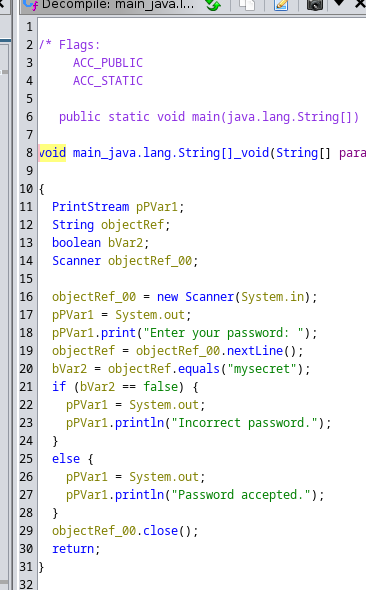 Decompile: main_java.l...
1
2 /* Flags:
3      ACC_PUBLIC
4      ACC_STATIC
5
6    public static void main(java.lang.String[])
7
8 void main_java.lang.String[]_void(String[] para
9
10 {
11   PrintStream pPVar1;
12   String objectRef;
13   boolean bVar2;
14   Scanner objectRef_00;
15
16   objectRef_00 = new Scanner(System.in);
17   pPVar1 = System.out;
18   pPVar1.print("Enter your password: ");
19   objectRef = objectRef_00.nextLine();
20   bVar2 = objectRef.equals("mysecret");
21   if (bVar2 == false) {
22     pPVar1 = System.out;
23     pPVar1.println("Incorrect password.");
24   }
25   else {
26     pPVar1 = System.out;
27     pPVar1.println("Password accepted.");
28   }
29   objectRef_00.close();
30   return;
31 }
32